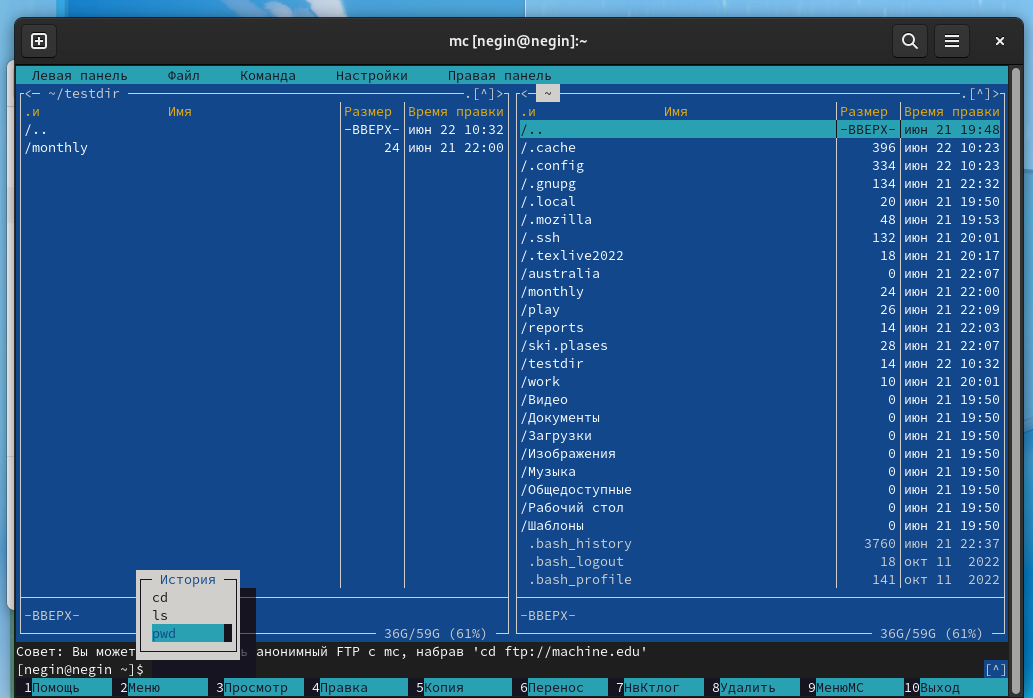 mc [negin@negin]:~
Левая панель Файл Команда Настройки Правая панель
<─ ~/testdir .[^]>
.и Имя Размер Время правки
/.. -ВВЕРХ- июн 22 10:32
/monthly 24 июн 21 22:00
-ВВЕРХ-
36G/59G (61%)
<─ ~ .[^]>
.и Имя Размер Время правки
/.. -ВВЕРХ- июн 21 19:48
/.cache 396 июн 22 10:23
/.config 334 июн 22 10:23
/.gnupg 134 июн 21 22:32
/.local 20 июн 21 19:50
/.mozilla 48 июн 21 19:53
/.ssh 132 июн 21 20:01
/.texlive2022 18 июн 21 20:17
/australia 0 июн 21 22:07
/monthly 24 июн 21 22:00
/play 26 июн 21 22:09
/reports 14 июн 21 22:03
/ski.plases 28 июн 21 22:07
/testdir 14 июн 22 10:32
/work 10 июн 21 20:01
/Видео 0 июн 21 19:50
/Документы 0 июн 21 19:50
/Загрузки 0 июн 21 19:50
/Изображения 0 июн 21 19:50
/Музыка 0 июн 21 19:50
/Общедоступные 0 июн 21 19:50
/Рабочий стол 0 июн 21 19:50
/Шаблоны 0 июн 21 19:50
.bash_history 3760 июн 21 22:37
.bash_logout 18 окт 11 2022
.bash_profile 141 окт 11 2022
-ВВЕРХ-
36G/59G (61%)
История
cd
ls
pwd
Совет: Вы может ь анонимный FTP с mc, набрав 'cd ftp://machine.edu'
[negin@negin ~]$ [^]
1Помощь 2Меню 3Просмотр 4Правка 5Копия 6Перенос 7НвКтлог 8Удалить 9МенюМС 10Выход